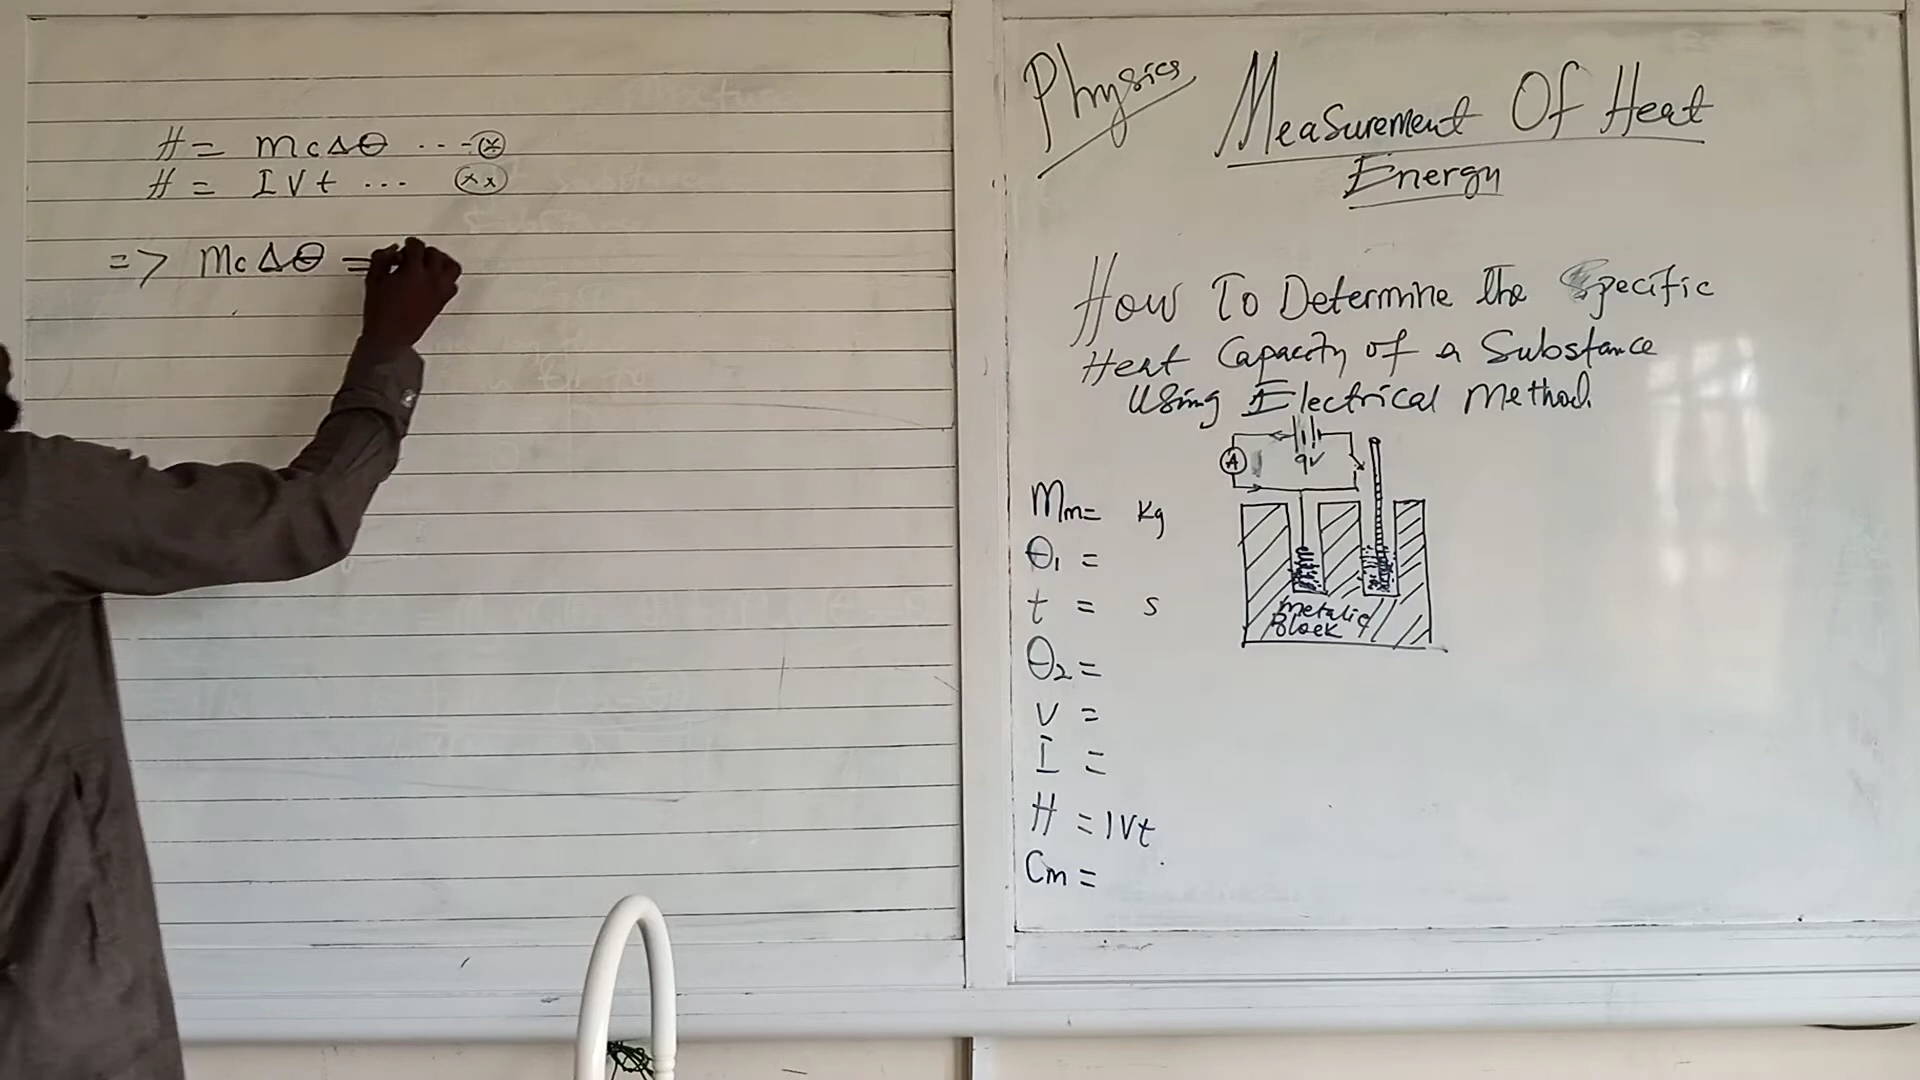 H = mcΔθ ... ⊛
H = IVt ... (xx)
=> mcΔθ =
Physics
Measurement Of Heat
Energy
How To Determine the Specific
Heat Capacity of a Substance
Using Electrical Method.
A
9V
Mm= Kg
θ₁ =
t = s
θ₂ =
V =
I =
H = IVt
Cm =
Metalic
Block